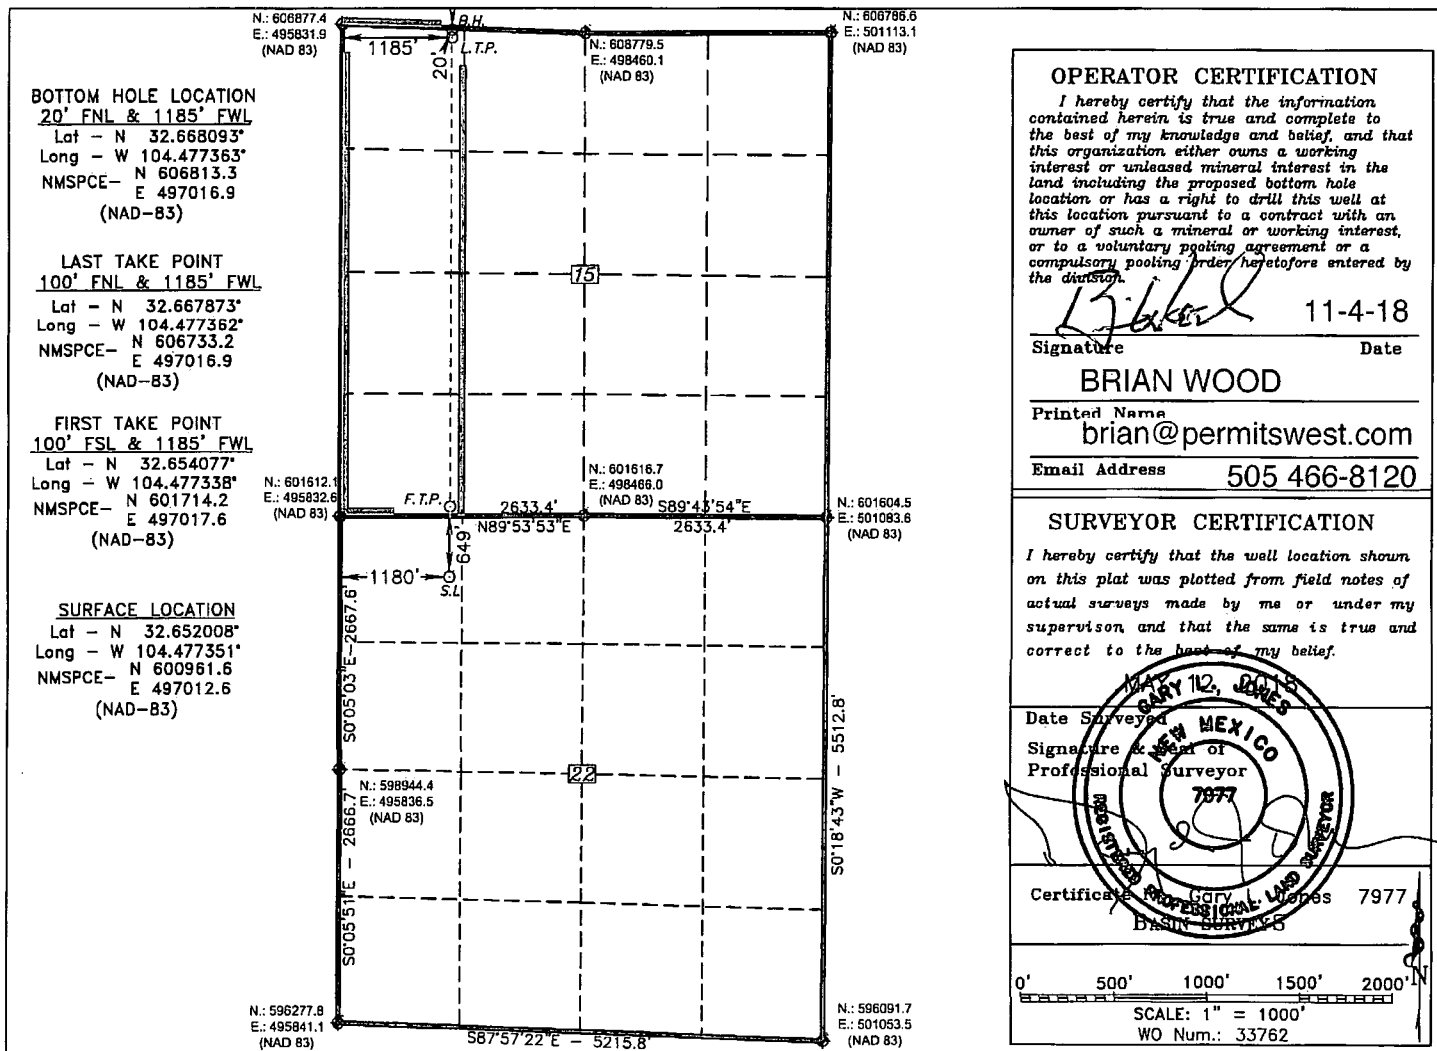 BOTTOM HOLE LOCATION
20' FNL & 1185' FWL
Lat - N 32.668093°
Long - W 104.477363°
NMSPCE- N 606813.3
E 497016.9
(NAD-83)
LAST TAKE POINT
100' FNL & 1185' FWL
Lat - N 32.667873°
Long - W 104.477362°
NMSPCE- N 606733.2
E 497016.9
(NAD-83)
FIRST TAKE POINT
100' FSL & 1185' FWL
Lat - N 32.654077°
Long - W 104.477338°
NMSPCE- N 601714.2
E 497017.6
(NAD-83)
SURFACE LOCATION
Lat - N 32.652008°
Long - W 104.477351°
NMSPCE- N 600961.6
E 497012.6
(NAD-83)
N.: 606877.4
E.: 495831.9
(NAD 83)
B.H.
1185'
L.T.P.
20'
N.: 608779.5
E.: 498460.1
(NAD 83)
N.: 606786.6
E.: 501113.1
(NAD 83)
15
N.: 601612.1
E.: 495832.6
(NAD 83)
F.T.P.
N.: 601616.7
E.: 498466.0
(NAD 83)
2633.4'
N89°53'53"E
S89°43'54"E
2633.4'
N.: 601604.5
E.: 501083.6
(NAD 83)
649'
1180'
S.L
S0°05'03"E-2667.6'
22
N.: 598944.4
E.: 495836.5
(NAD 83)
S0°18'43"W - 5512.8'
S0°05'51"E - 2666.7'
N.: 596277.8
E.: 495841.1
(NAD 83)
S87°57'22"E - 5215.8'
N.: 596091.7
E.: 501053.5
(NAD 83)
OPERATOR CERTIFICATION
I hereby certify that the information
contained herein is true and complete to
the best of my knowledge and belief, and that
this organization either owns a working
interest or unleased mineral interest in the
land including the proposed bottom hole
location or has a right to drill this well at
this location pursuant to a contract with an
owner of such a mineral or working interest,
or to a voluntary pooling agreement or a
compulsory pooling order heretofore entered by
the division.
11-4-18
Signature Date
BRIAN WOOD
Printed Name
brian@permitswest.com
Email Address 505 466-8120
SURVEYOR CERTIFICATION
I hereby certify that the well location shown
on this plat was plotted from field notes of
actual surveys made by me or under my
supervison, and that the same is true and
correct to the best of my belief.
MAY 12, 2018
Date Surveyed
Signature & Seal of
Professional Surveyor
GARY L. JONES
NEW MEXICO
7977
REGISTERED PROFESSIONAL LAND SURVEYOR
Certificate No. Gary L. Jones 7977
BASIN SURVEYS
0' 500' 1000' 1500' 2000'
N
SCALE: 1" = 1000'
WO Num.: 33762